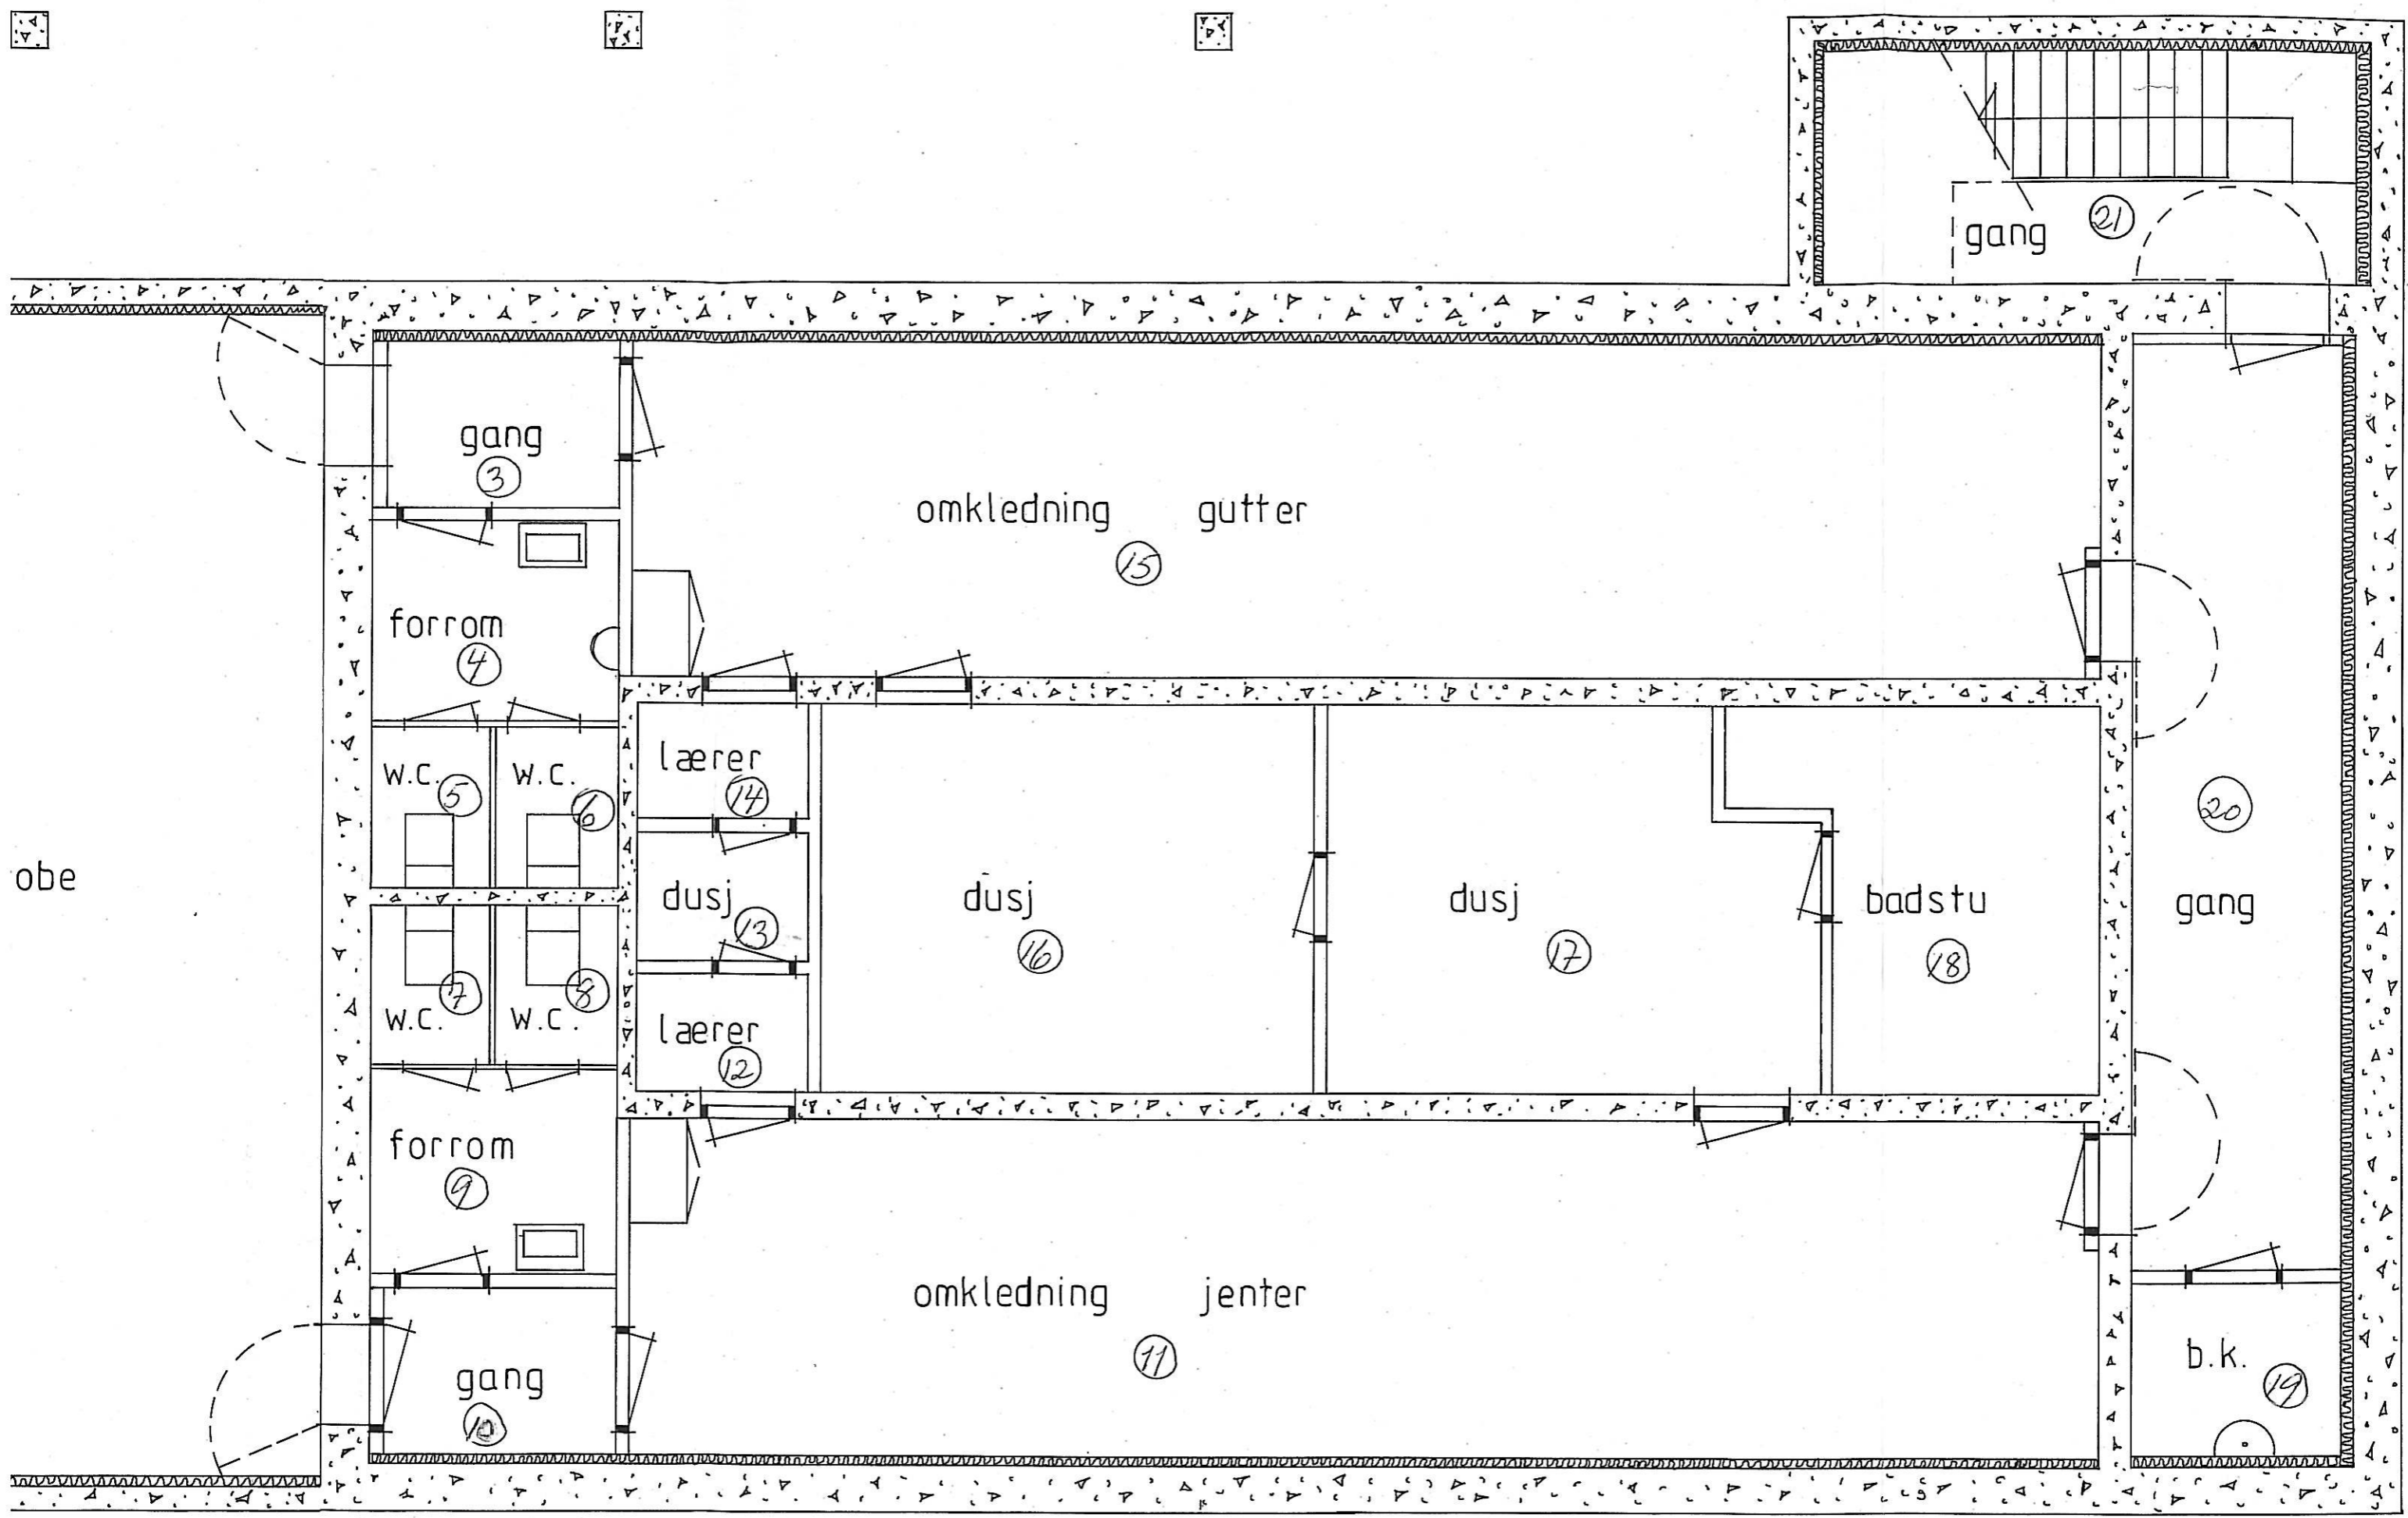 gang
21
gang
3
omkledning gutter
15
forrom
4
lærer
14
W.C.
5
W.C.
6
20
gang
obe
dusj
13
dusj
16
dusj
17
badstu
18
W.C.
7
W.C.
8
lærer
12
forrom
9
omkledning jenter
11
gang
10
b.k.
19